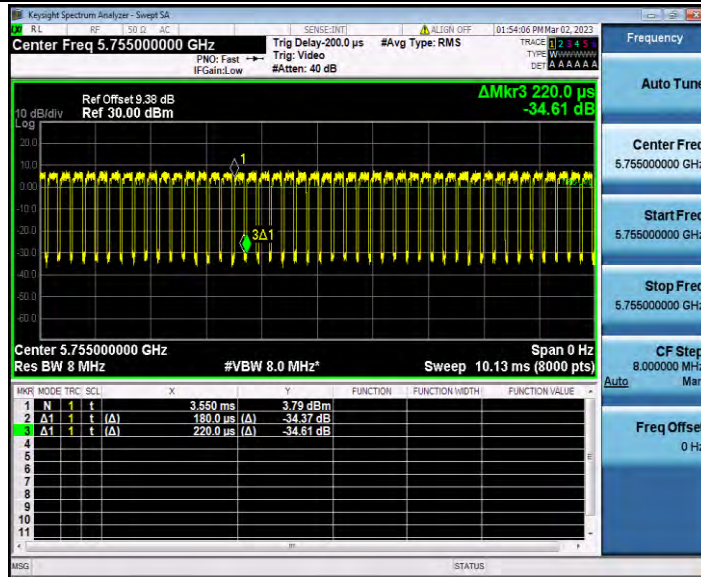 Keysight Spectrum Analyzer - Swept SA
RL RF 50 Ω AC SENSE:INT ALIGN OFF 01:54:06 PM Mar 02, 2023
Center Freq 5.755000000 GHz
Trig Delay-200.0 µs #Avg Type: RMS
TRACE 1 2 3 4 5 6
PNO: Fast Trig: Video
TYPE WWWWWWW
IFGain:Low #Atten: 40 dB
DET A A A A A A
Frequency
Auto Tune
Center Freq
5.755000000 GHz
Start Freq
5.755000000 GHz
Stop Freq
5.755000000 GHz
CF Step
8.000000 MHz
Auto Man
Freq Offset
0 Hz
ΔMkr3 220.0 µs
-34.61 dB
Ref Offset 9.38 dB
10 dB/div Ref 30.00 dBm
Log
20.0
10.0
0.00
-10.0
-20.0
-30.0
-40.0
-50.0
-60.0
1
3Δ1
Center 5.755000000 GHz Span 0 Hz
Res BW 8 MHz #VBW 8.0 MHz* Sweep 10.13 ms (8000 pts)
MKR MODE TRC SCL X Y FUNCTION FUNCTION WIDTH FUNCTION VALUE
1 N 1 t 3.550 ms 3.79 dBm
2 Δ1 1 t (Δ) 180.0 µs (Δ) -34.37 dB
3 Δ1 1 t (Δ) 220.0 µs (Δ) -34.61 dB
4
5
6
7
8
9
10
11
MSG STATUS